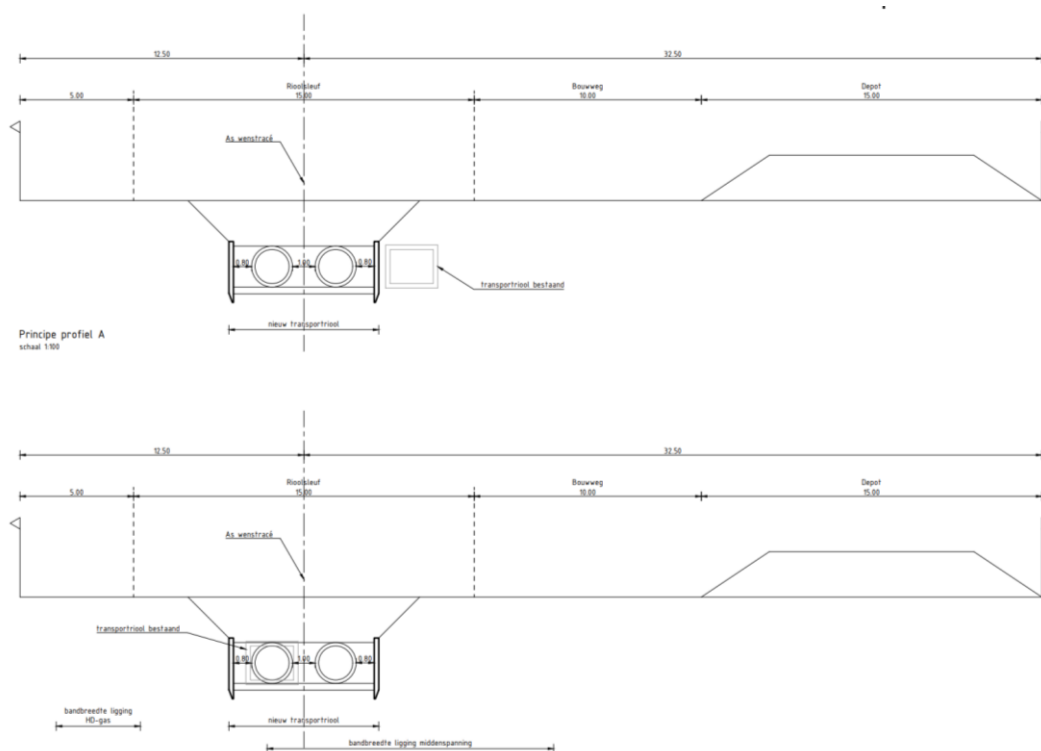 12.50 32.50
Rioolsleuf Bouwweg Depot
5.00 15.00 10.00 15.00
As wenstracé
0.80 1.00 0.80
transportriool bestaand
nieuw transportriool
Principe profiel A
schaal 1:100
12.50 32.50
Rioolsleuf Bouwweg Depot
5.00 15.00 10.00 15.00
As wenstracé
transportriool bestaand
0.80 1.00 0.80
bandbreedte ligging
HD-gas
nieuw transportriool
bandbreedte ligging middenspanning